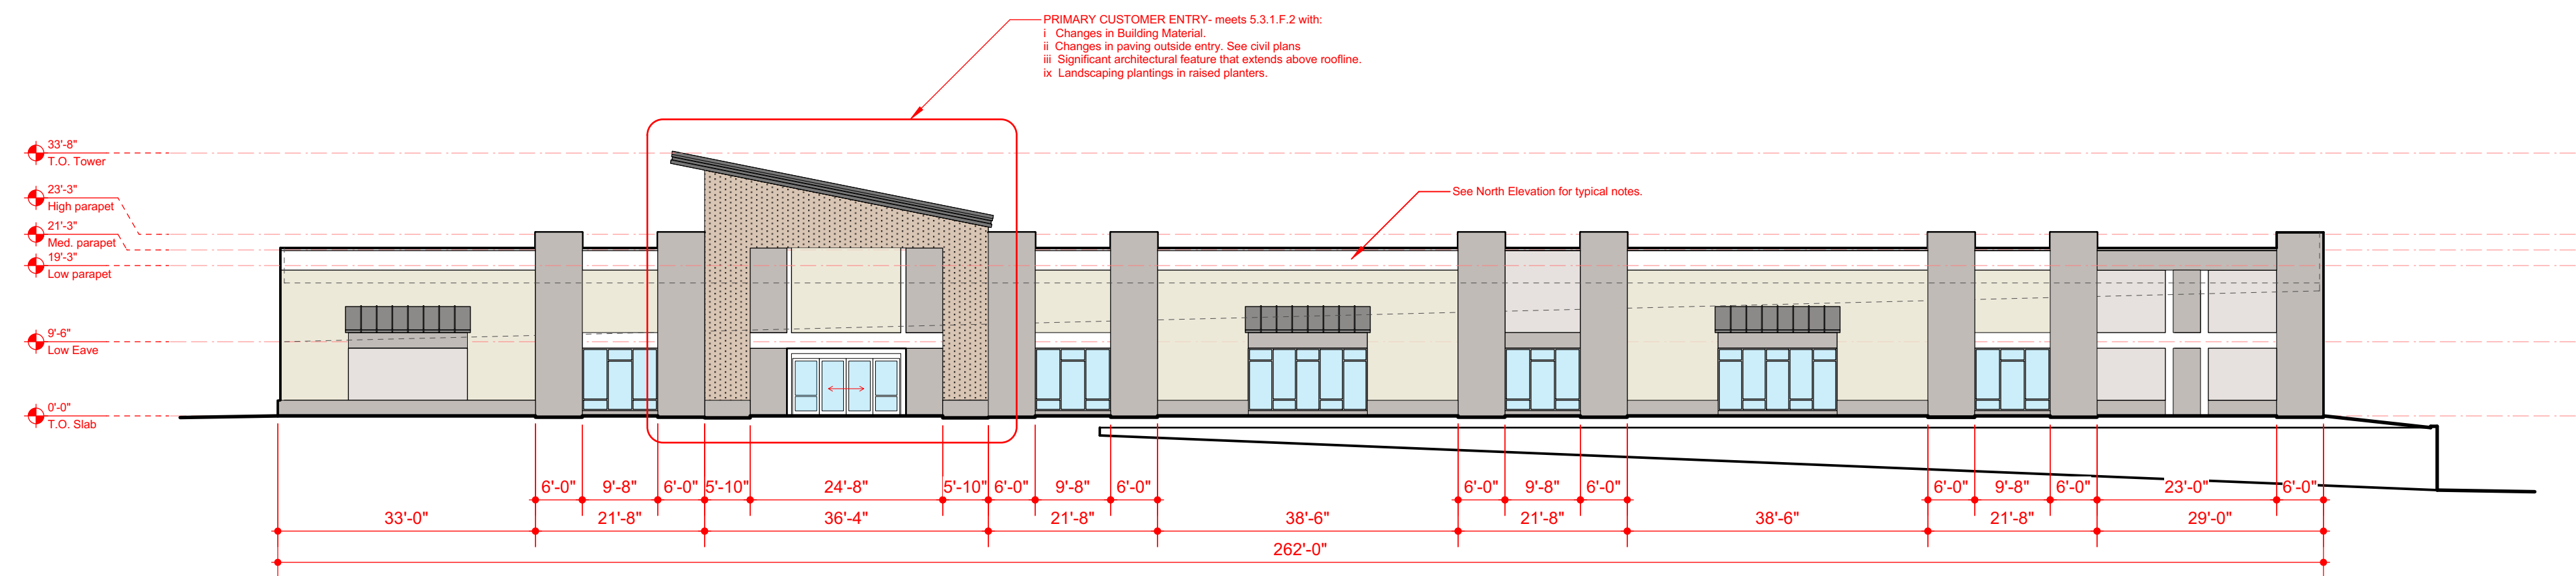 PRIMARY CUSTOMER ENTRY- meets 5.3.1.F.2 with:
i Changes in Building Material.
ii Changes in paving outside entry. See civil plans
iii Significant architectural feature that extends above roofline.
ix Landscaping plantings in raised planters.
33'-8"
T.O. Tower
23'-3"
High parapet
21'-3"
Med. parapet
19'-3"
Low parapet
9'-6"
Low Eave
0'-0"
T.O. Slab
See North Elevation for typical notes.
6'-0" 9'-8" 6'-0" 5'-10" 24'-8" 5'-10" 6'-0" 9'-8" 6'-0" 6'-0" 9'-8" 6'-0" 6'-0" 9'-8" 6'-0" 23'-0" 6'-0"
33'-0" 21'-8" 36'-4" 21'-8" 38'-6" 21'-8" 38'-6" 21'-8" 29'-0"
262'-0"